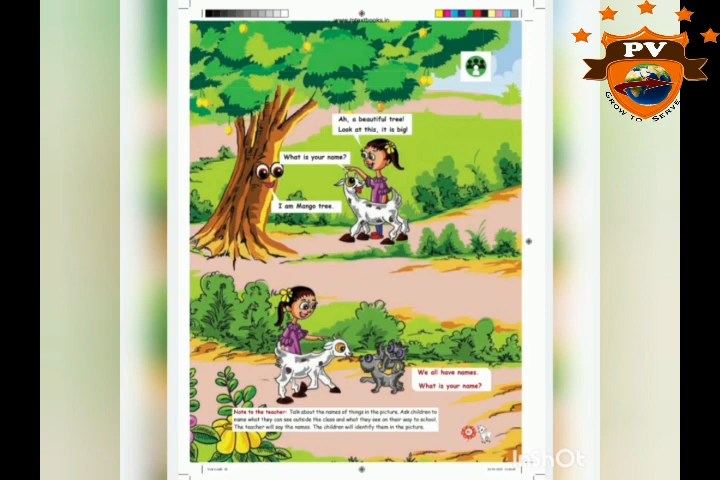 www.tgtextbooks.in
PV
GROW TO SERVE
Ah, a beautiful tree!
Look at this, it is big!
What is your name?
I am Mango tree.
We all have names.
What is your name?
Note to the teacher: Talk about the names of things in the picture. Ask children to
name what they can see outside the class and what they see on their way to school.
The teacher will say the names. The children will identify them in the picture.
InShOt